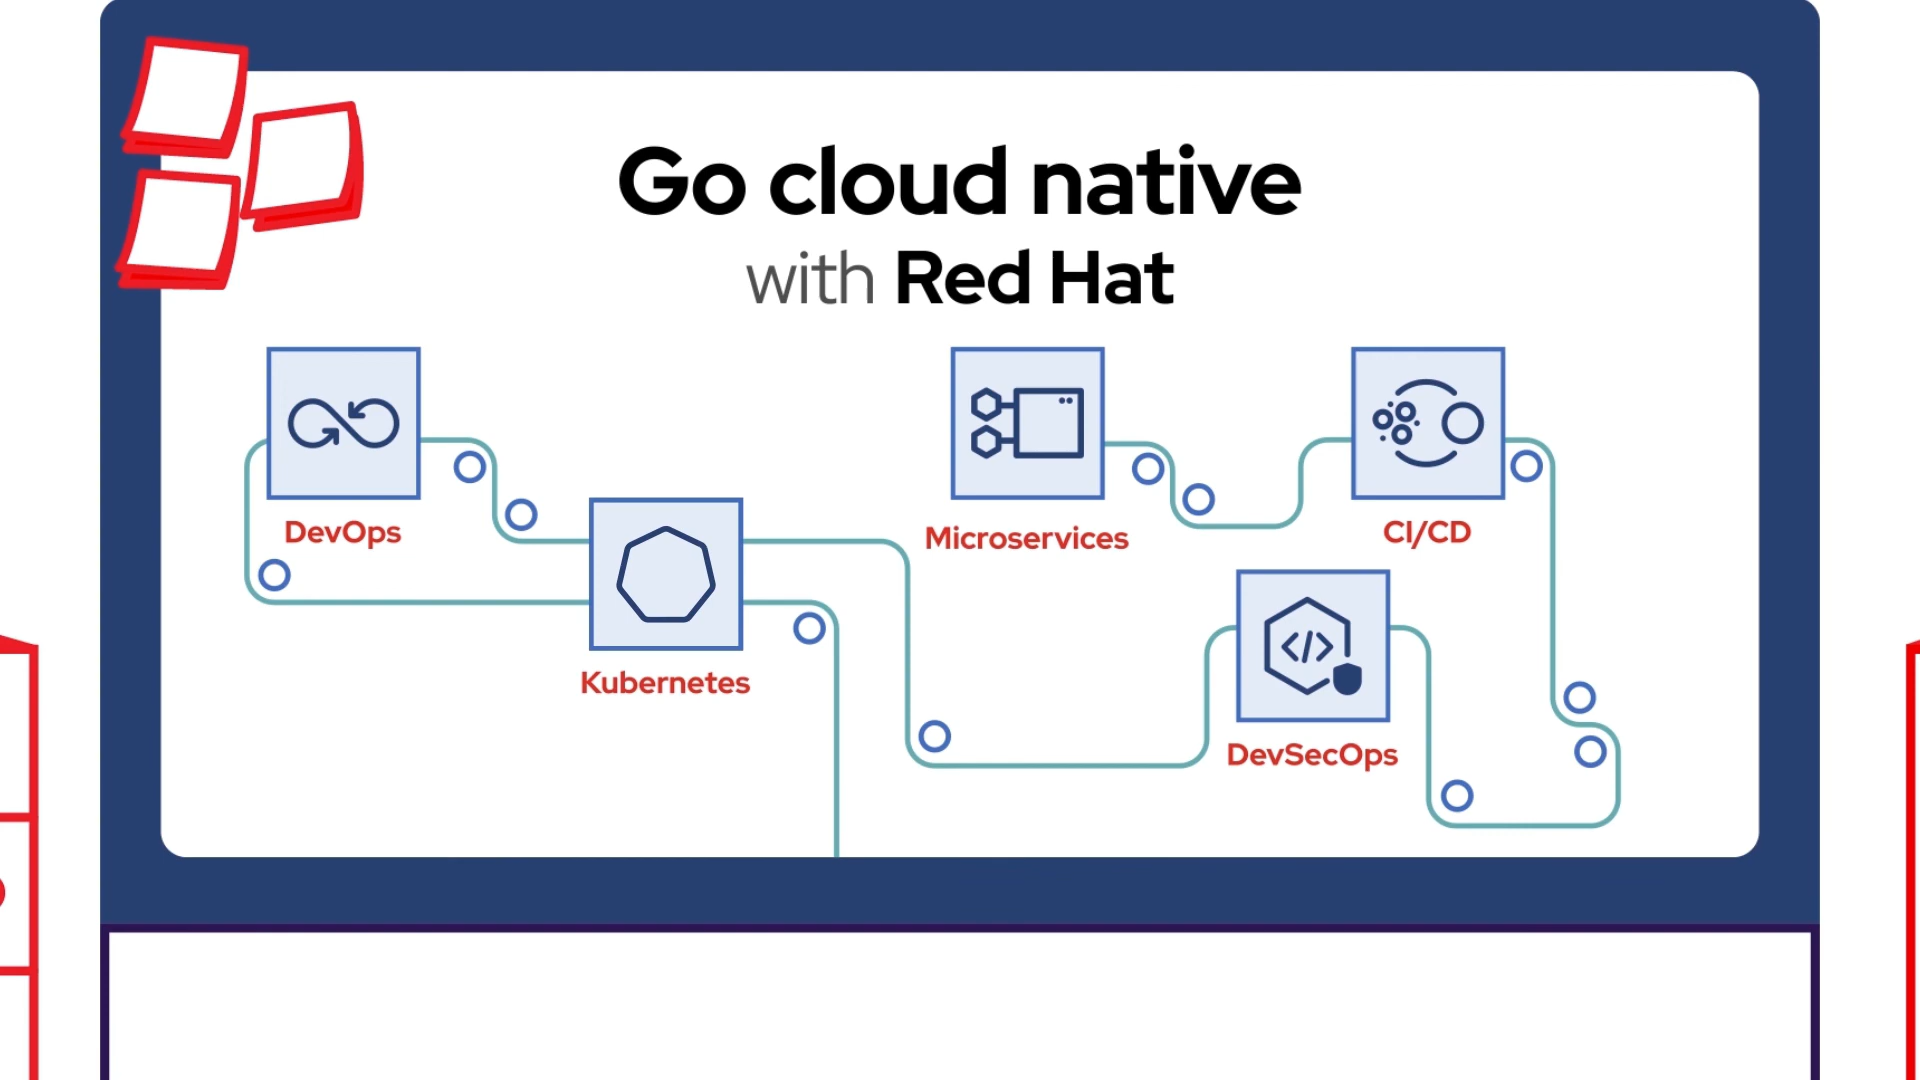 Go cloud native
with Red Hat
DevOps
Microservices
CI/CD
Kubernetes
</>
DevSecOps